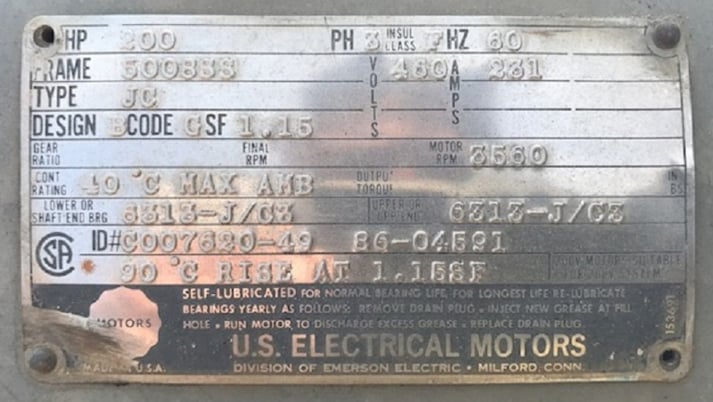 HP 200 PH 3 INSUL CLASS F HZ 60
FRAME 5008SS VOLTS 460 AMPS 231
TYPE JC
DESIGN B CODE G SF 1.15
GEAR RATIO FINAL RPM MOTOR RPM 3560
CONT RATING 40 °C MAX AMB OUTPUT TORQUE IN
LOWER OR SHAFT END BRG 6313-J/C3 UPPER OR OPP END 6313-J/C3
SA ID# C007620-49 86-04591
90 °C RISE AT 1.15SF
SELF-LUBRICATED FOR NORMAL BEARING LIFE, FOR LONGEST LIFE RE-LUBRICATE
BEARINGS YEARLY AS FOLLOWS: REMOVE DRAIN PLUG • INJECT NEW GREASE AT FILL
HOLE • RUN MOTOR TO DISCHARGE EXCESS GREASE • REPLACE DRAIN PLUG.
MOTORS
U.S. ELECTRICAL MOTORS
MADE IN U.S.A.
DIVISION OF EMERSON ELECTRIC • MILFORD, CONN.
153691